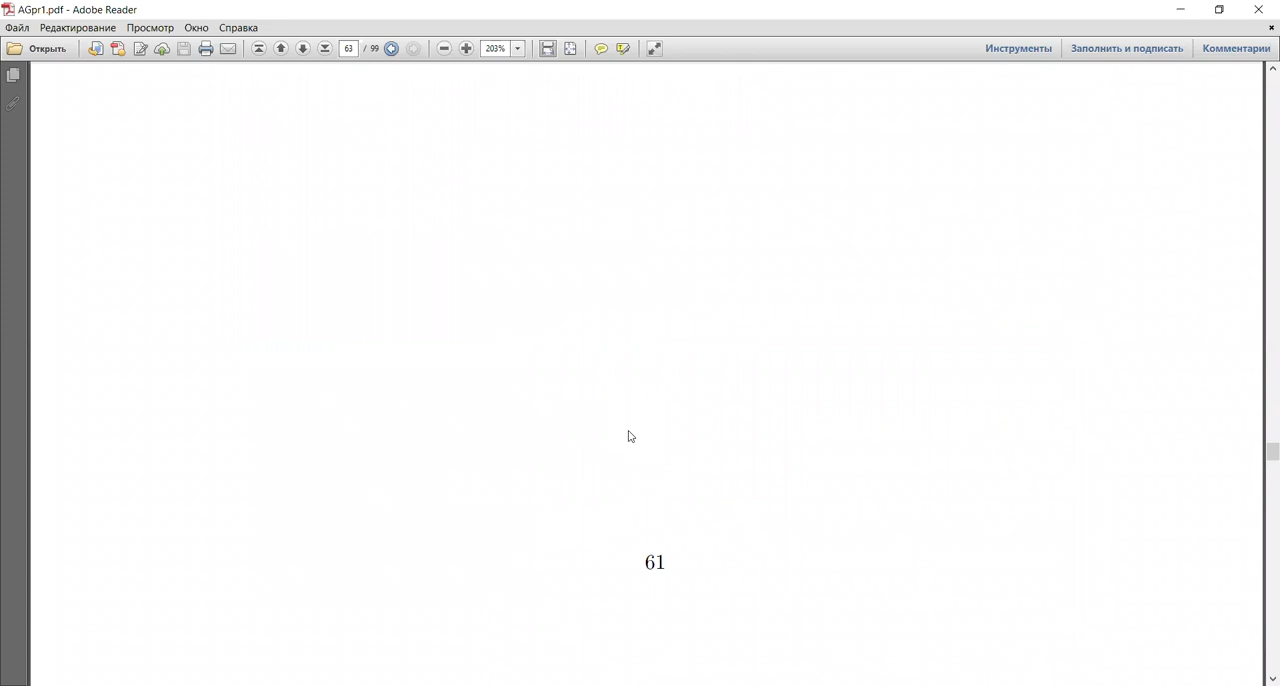 AGpr1.pdf - Adobe Reader
Файл Редактирование Просмотр Окно Справка
Открыть 63 / 99 203% Инструменты Заполнить и подписать Комментарии
61